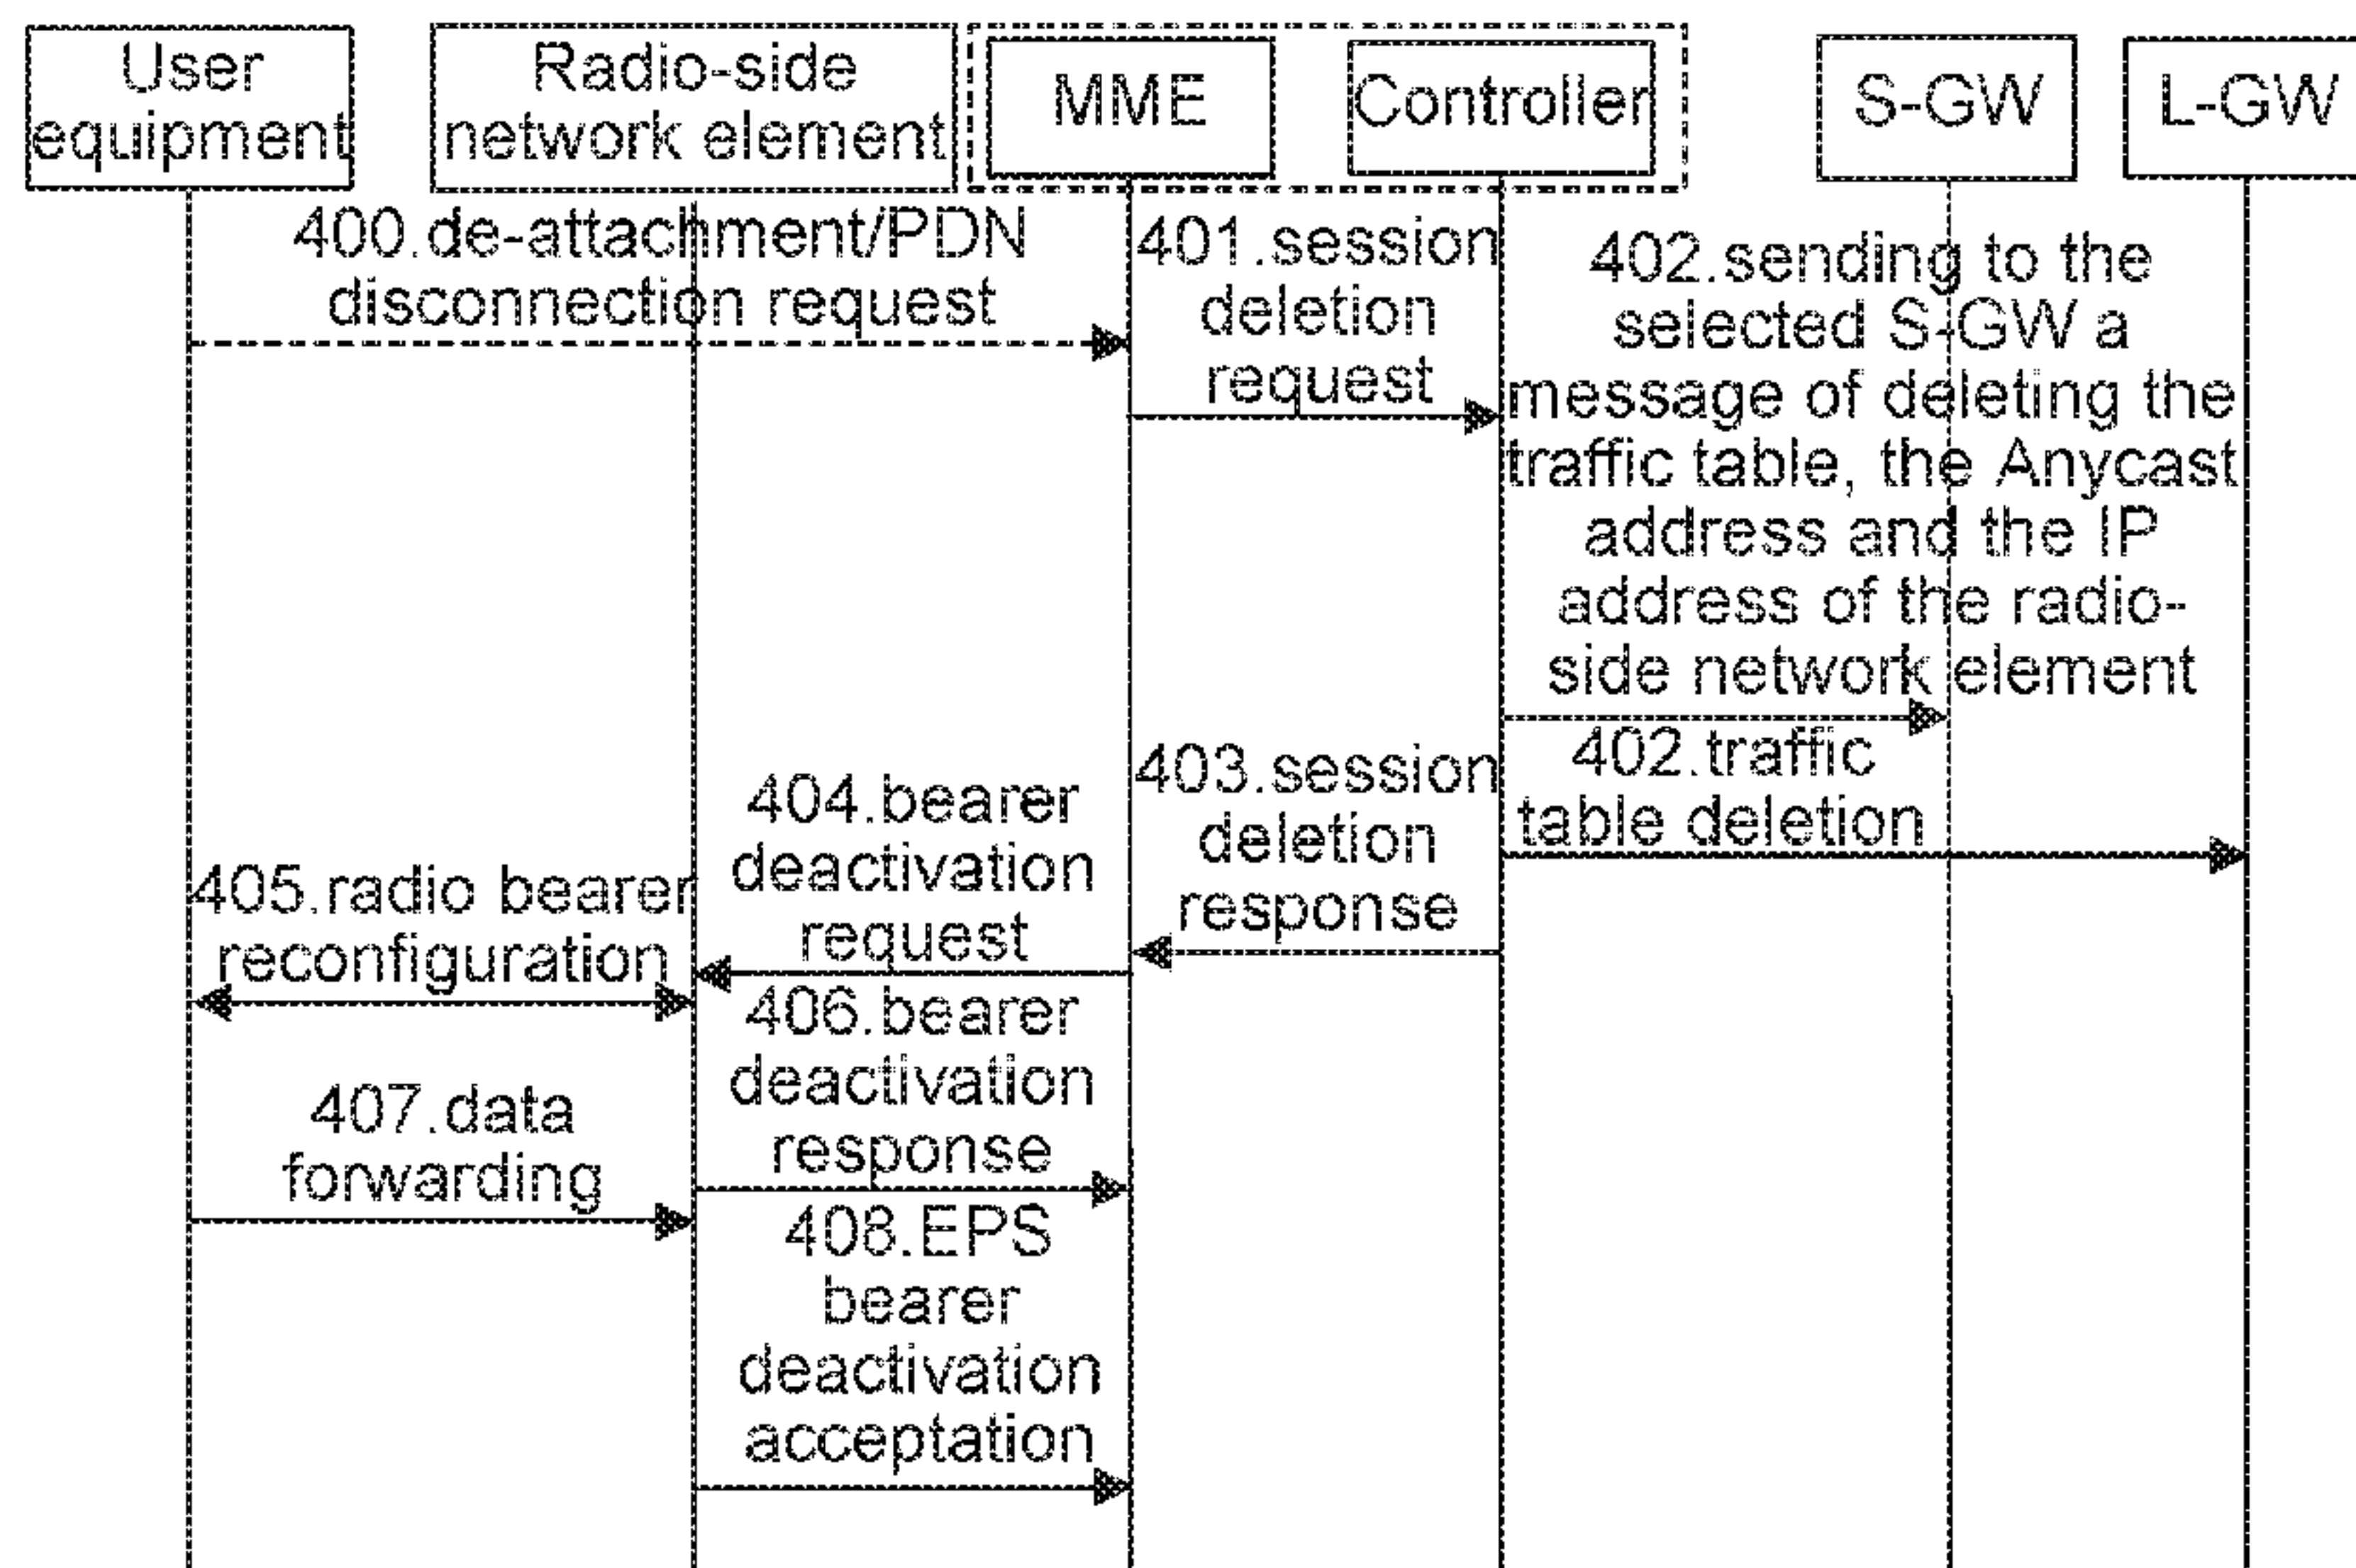 User
equipment
Radio-side
network element
MME
Controller
S-GW
L-GW
400.de-attachment/PDN
disconnection request
401.session
deletion
request
402.sending to the
selected S-GW a
message of deleting the
traffic table, the Anycast
address and the IP
address of the radio-
side network element
402.traffic
table deletion
403.session
deletion
response
404.bearer
deactivation
request
405.radio bearer
reconfiguration
406.bearer
deactivation
response
407.data
forwarding
408.EPS
bearer
deactivation
acceptation